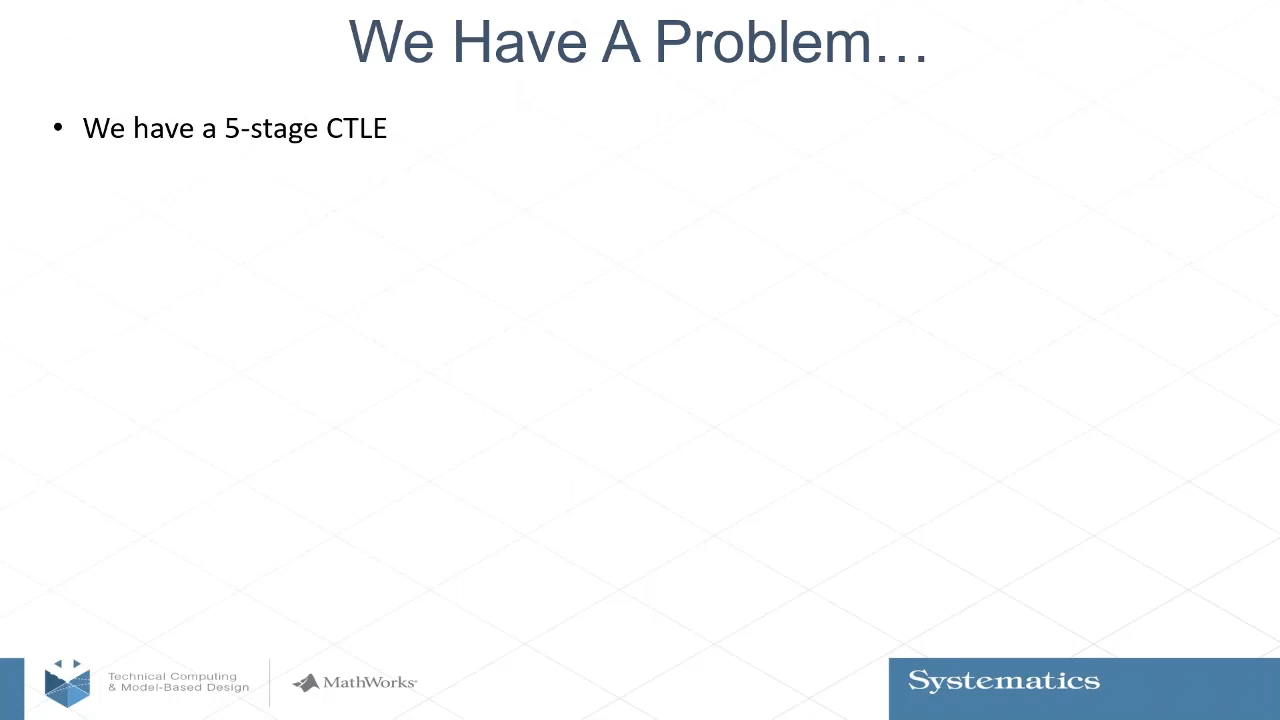 We Have A Problem…
• We have a 5-stage CTLE
Technical Computing
& Model-Based Design
MathWorks®
Systematics